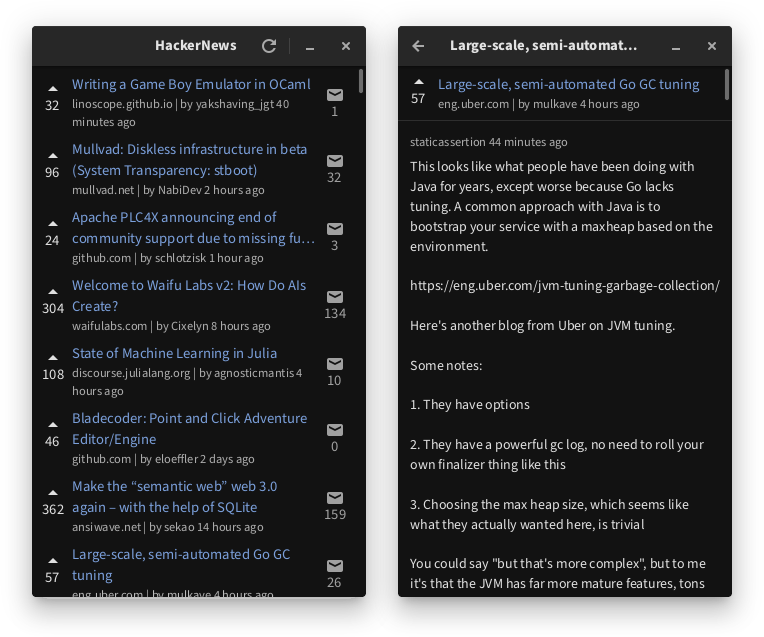 HackerNews
Writing a Game Boy Emulator in OCaml
32
linoscope.github.io | by yakshaving_jgt 40
minutes ago
1
Mullvad: Diskless infrastructure in beta
(System Transparency: stboot)
96
mullvad.net | by NabiDev 2 hours ago
32
Apache PLC4X announcing end of
community support due to missing fu…
24
github.com | by schlotzisk 1 hour ago
3
Welcome to Waifu Labs v2: How Do AIs
Create?
304
waifulabs.com | by Cixelyn 8 hours ago
134
State of Machine Learning in Julia
108
discourse.julialang.org | by agnosticmantis 4
hours ago
10
Bladecoder: Point and Click Adventure
Editor/Engine
46
github.com | by eloeffler 2 days ago
0
Make the “semantic web” web 3.0
again – with the help of SQLite
362
ansiwave.net | by sekao 14 hours ago
159
Large-scale, semi-automated Go GC
tuning
57
eng.uber.com | by mulkave 4 hours ago
26
Large-scale, semi-automat…
Large-scale, semi-automated Go GC tuning
57
eng.uber.com | by mulkave 4 hours ago
staticassertion 44 minutes ago
This looks like what people have been doing with
Java for years, except worse because Go lacks
tuning. A common approach with Java is to
bootstrap your service with a maxheap based on the
environment.
https://eng.uber.com/jvm-tuning-garbage-collection/
Here's another blog from Uber on JVM tuning.
Some notes:
1. They have options
2. They have a powerful gc log, no need to roll your
own finalizer thing like this
3. Choosing the max heap size, which seems like
what they actually wanted here, is trivial
You could say "but that's more complex", but to me
it's that the JVM has far more mature features, tons